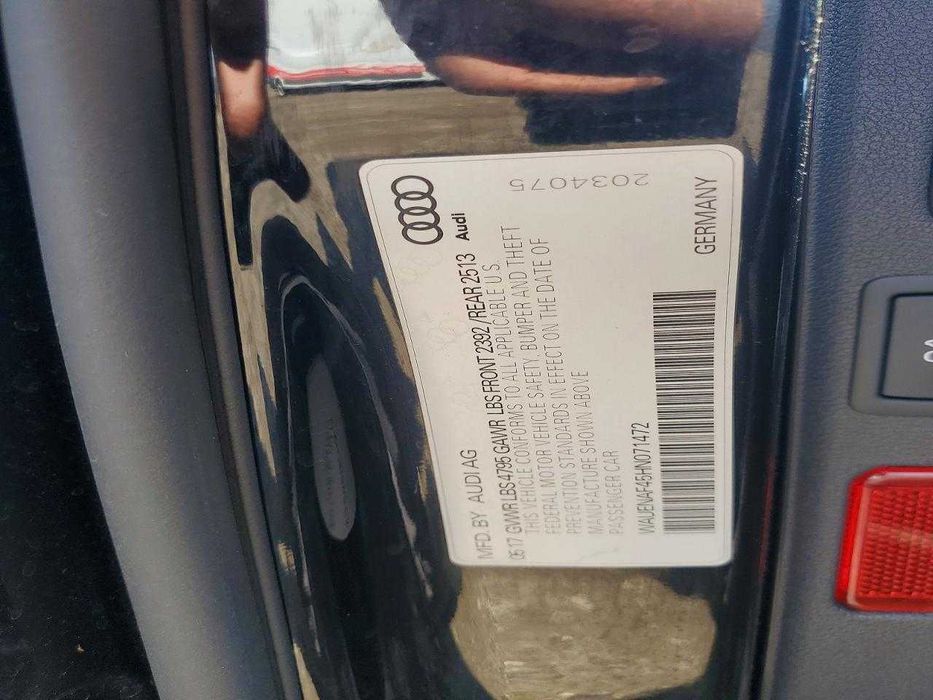 MFD. BY AUDI AG
05 17 GVWR LBS 4795 GAWR LBS FRONT 2392 / REAR 2513
THIS VEHICLE CONFORMS TO ALL APPLICABLE U.S.
FEDERAL MOTOR VEHICLE SAFETY, BUMPER AND THEFT
PREVENTION STANDARDS IN EFFECT ON THE DATE OF
MANUFACTURE SHOWN ABOVE
PASSENGER CAR
WAUENAF45HN071472
Audi
2034075
GERMANY